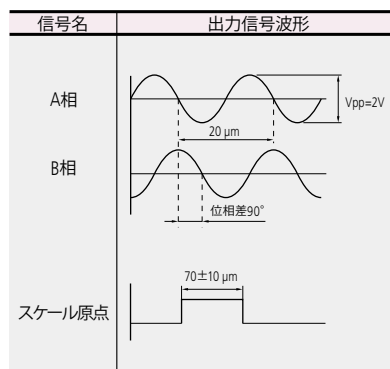 信号名 出力信号波形
A相
Vpp=2V
20 µm
B相
位相差90°
70±10 µm
スケール原点